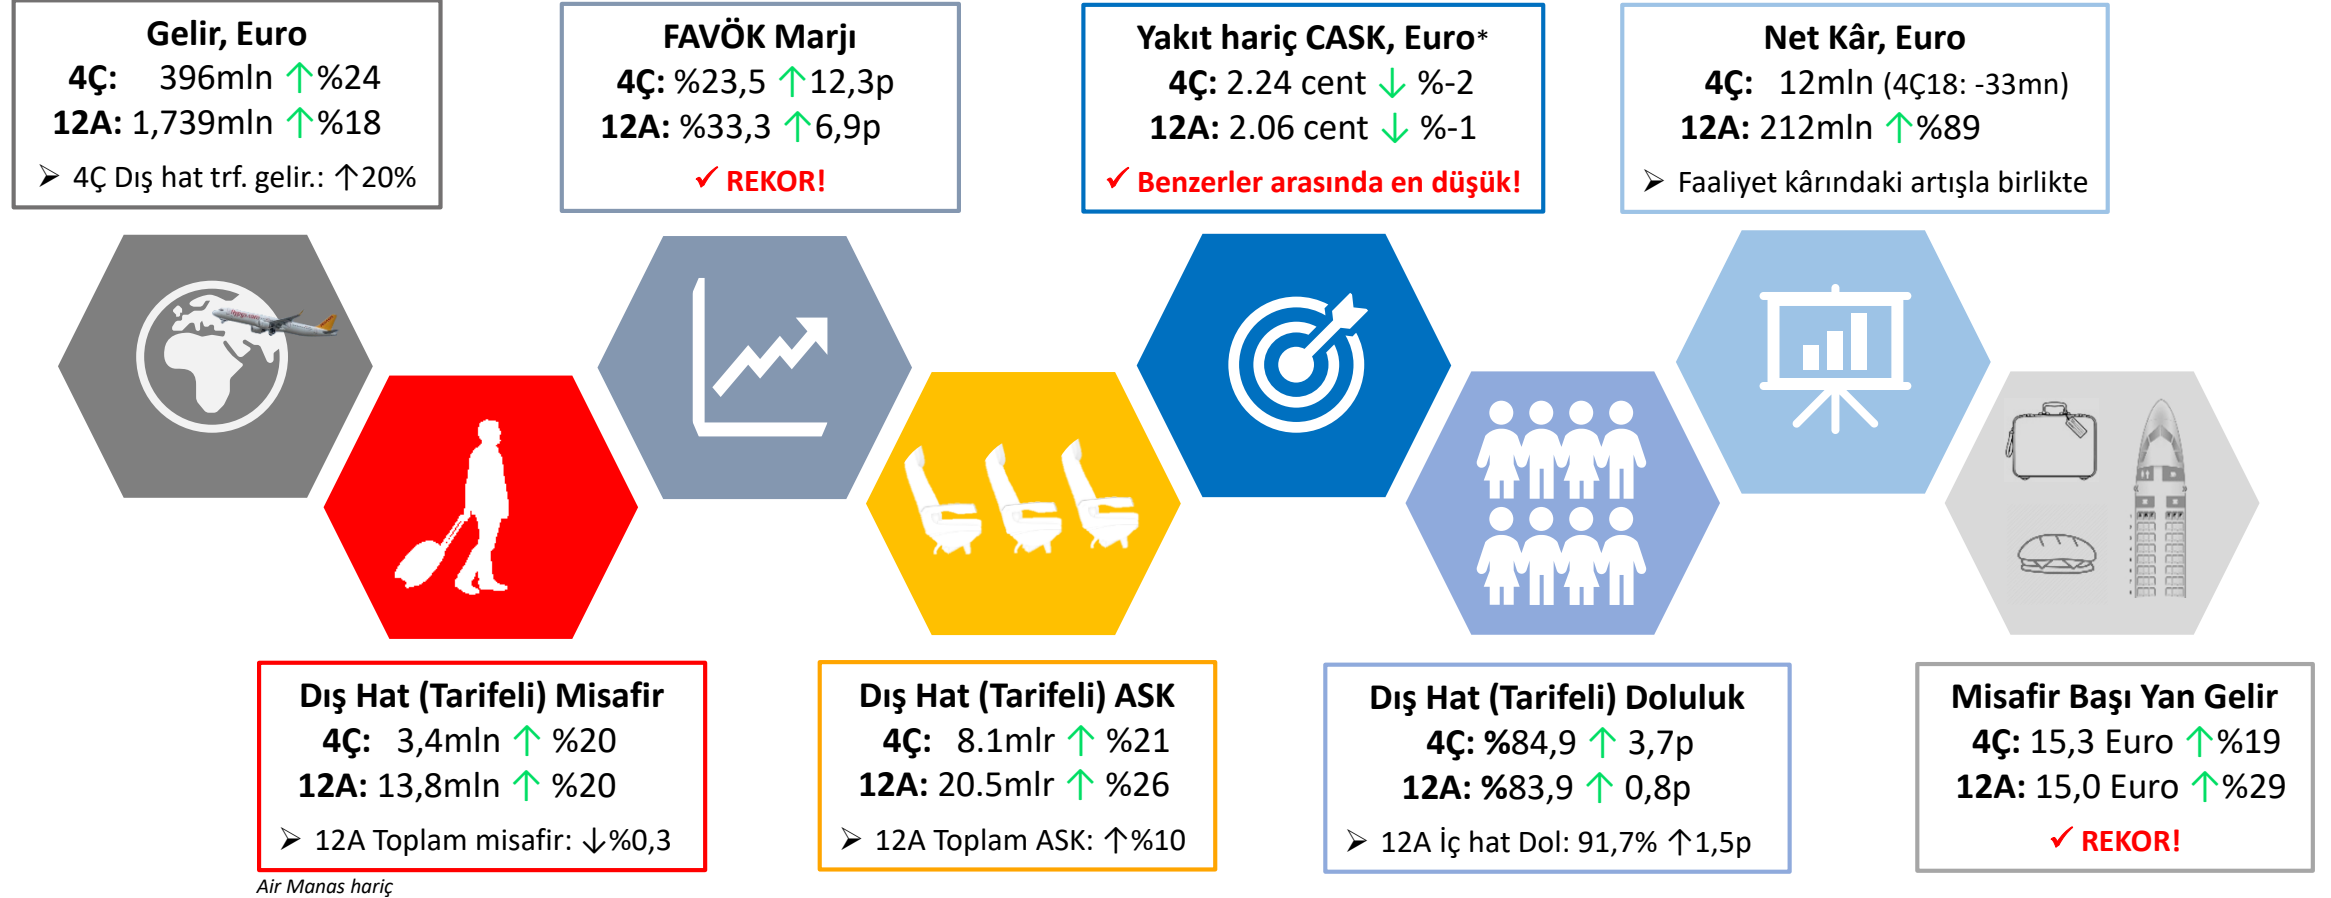 Gelir, Euro
4Ç: 396mln ↑%24
12A: 1,739mln ↑%18
➢ 4Ç Dış hat trf. gelir.: ↑20%
FAVÖK Marjı
4Ç: %23,5 ↑12,3p
12A: %33,3 ↑6,9p
✓ REKOR!
Yakıt hariç CASK, Euro*
4Ç: 2.24 cent ↓ %-2
12A: 2.06 cent ↓ %-1
✓ Benzerler arasında en düşük!
Net Kâr, Euro
4Ç: 12mln (4Ç18: -33mn)
12A: 212mln ↑%89
➢ Faaliyet kârındaki artışla birlikte
Dış Hat (Tarifeli) Misafir
4Ç: 3,4mln ↑ %20
12A: 13,8mln ↑ %20
➢ 12A Toplam misafir: ↓%0,3
Air Manas hariç
Dış Hat (Tarifeli) ASK
4Ç: 8.1mlr ↑ %21
12A: 20.5mlr ↑ %26
➢ 12A Toplam ASK: ↑%10
Dış Hat (Tarifeli) Doluluk
4Ç: %84,9 ↑ 3,7p
12A: %83,9 ↑ 0,8p
➢ 12A İç hat Dol: 91,7% ↑1,5p
Misafir Başı Yan Gelir
4Ç: 15,3 Euro ↑%19
12A: 15,0 Euro ↑%29
✓ REKOR!